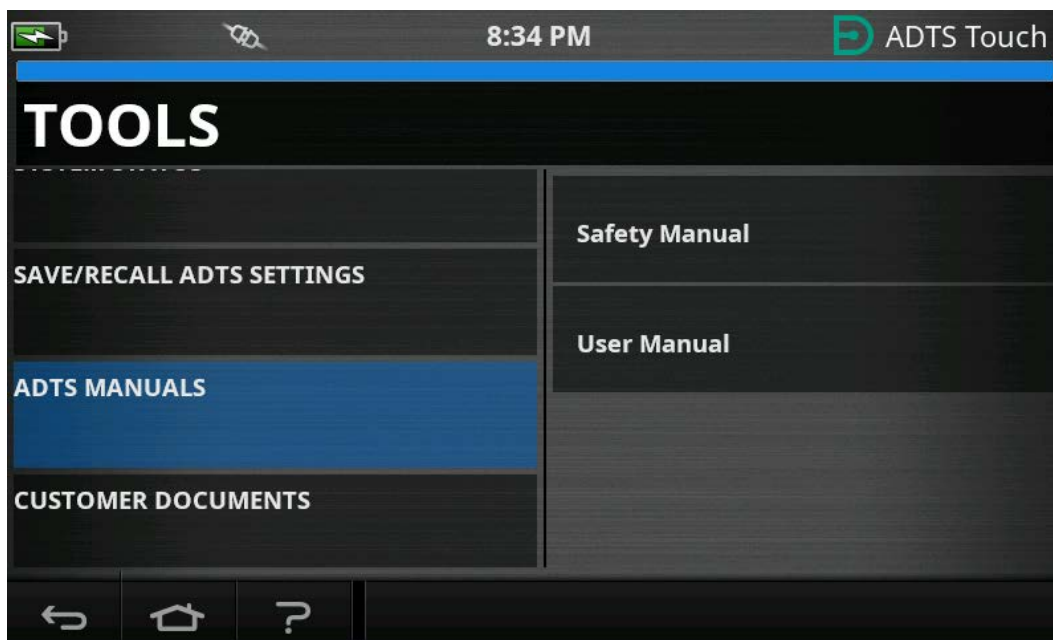 8:34 PM
ADTS Touch
TOOLS
SAVE/RECALL ADTS SETTINGS
ADTS MANUALS
CUSTOMER DOCUMENTS
Safety Manual
User Manual